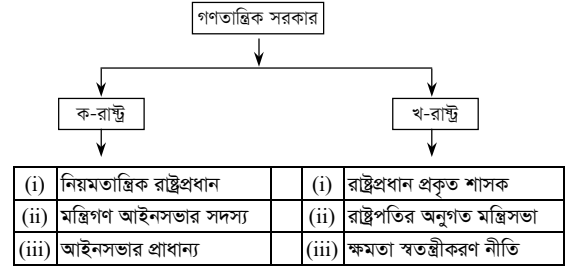 গণতান্ত্রিক সরকার
ক-রাষ্ট্র খ-রাষ্ট্র
(i) নিয়মতান্ত্রিক রাষ্ট্রপ্রধান (i) রাষ্ট্রপ্রধান প্রকৃত শাসক
(ii) মন্ত্রিগণ আইনসভার সদস্য (ii) রাষ্ট্রপতির অনুগত মন্ত্রিসভা
(iii) আইনসভার প্রাধান্য (iii) ক্ষমতা স্বতন্ত্রীকরণ নীতি